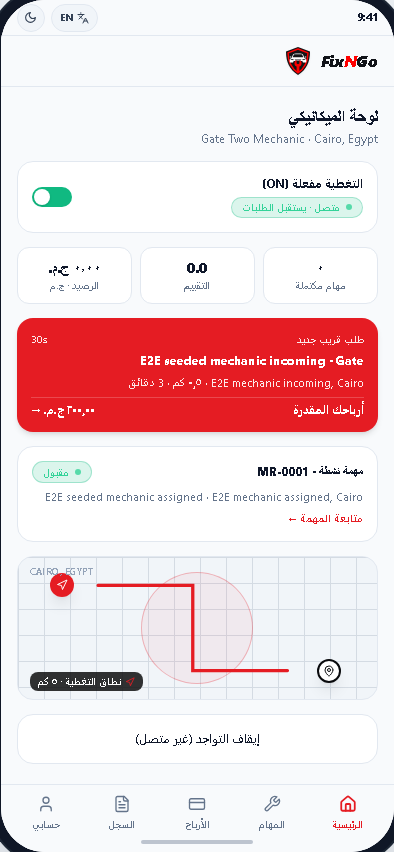 9:41
EN
FixNGo
لوحة الميكانيكي
Gate Two Mechanic · Cairo, Egypt
التغطية مفعلة (ON)
متصل · يستقبل الطلبات
٠
مهام مكتملة
0.0
التقييم
٠٫٠٠ ج.م.
الرصيد · ج.م
طلب قريب جديد
30s
E2E seeded mechanic incoming - Gate
E2E mechanic incoming, Cairo · ٠٫٥ كم · 3 دقائق
أرباحك المقدرة
٢٠٠٫٠٠ ج.م. →
مهمة نشطة - MR-0001
مقبول
E2E seeded mechanic assigned · E2E mechanic assigned, Cairo
متابعة المهمة ←
CAIRO, EGYPT
نطاق التغطية · ٥ كم
إيقاف التواجد (غير متصل)
الرئيسية
المهام
الأرباح
السجل
حسابي